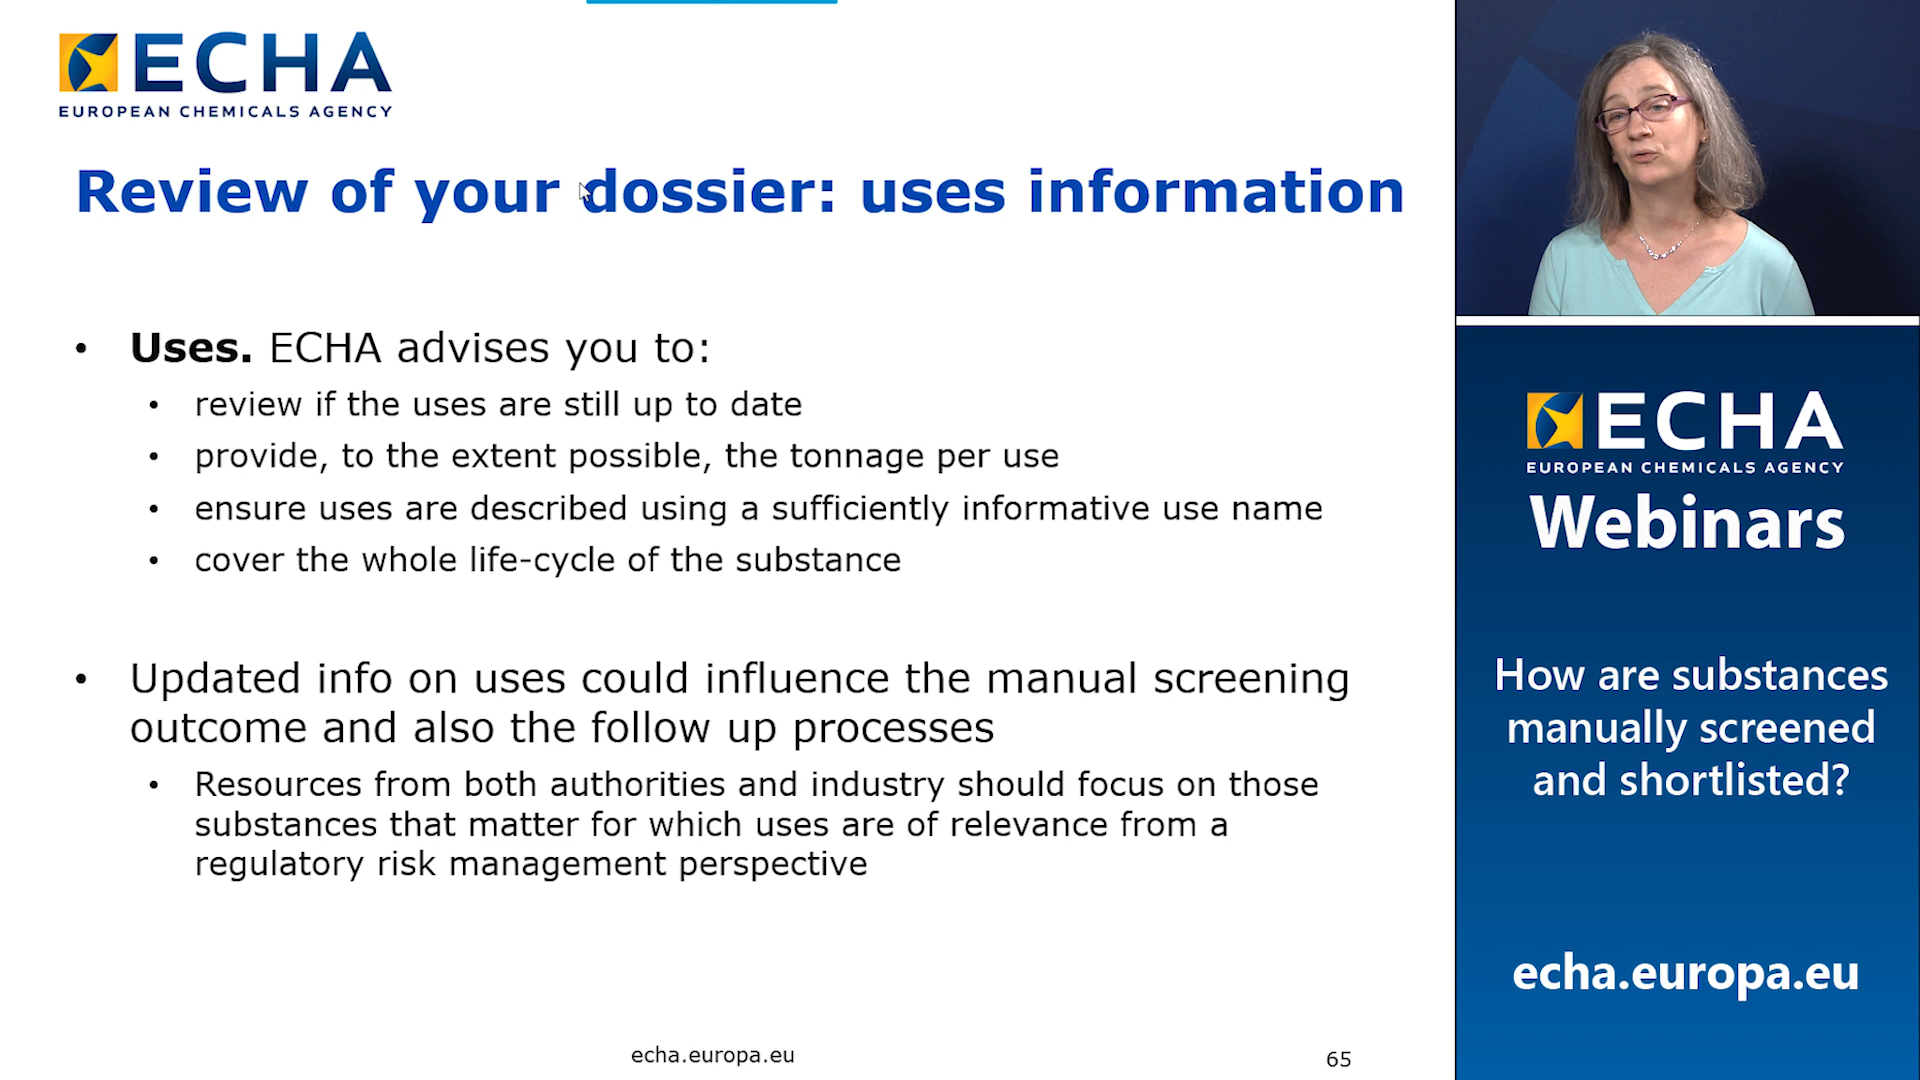 ECHA
EUROPEAN CHEMICALS AGENCY
Review of your dossier: uses information
• Uses. ECHA advises you to:
• review if the uses are still up to date
• provide, to the extent possible, the tonnage per use
• ensure uses are described using a sufficiently informative use name
• cover the whole life-cycle of the substance
• Updated info on uses could influence the manual screening
outcome and also the follow up processes
• Resources from both authorities and industry should focus on those
substances that matter for which uses are of relevance from a
regulatory risk management perspective
echa.europa.eu
65
ECHA
EUROPEAN CHEMICALS AGENCY
Webinars
How are substances
manually screened
and shortlisted?
echa.europa.eu